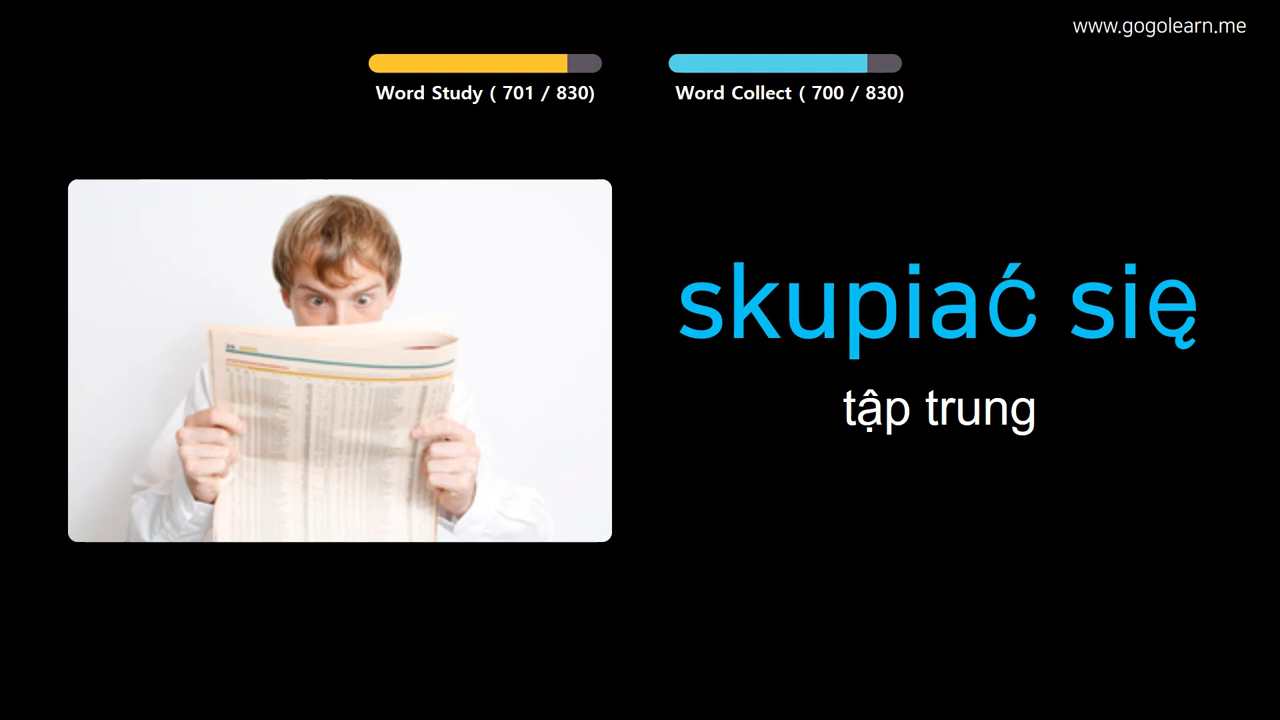 www.gogolearn.me
Word Study ( 701 / 830)
Word Collect ( 700 / 830)
skupiać się
tập trung